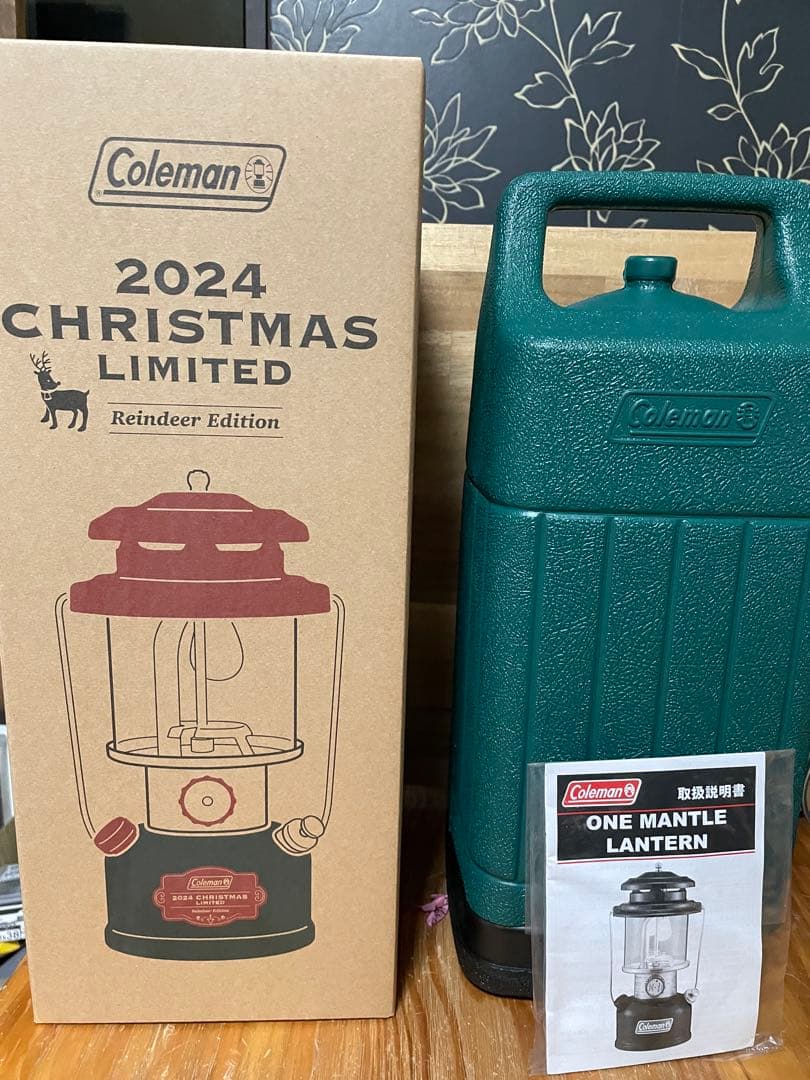 Coleman
2024
CHRISTMAS
LIMITED
Reindeer Edition
Coleman
2024 CHRISTMAS
LIMITED
Reindeer Edition
Coleman
Coleman
取扱説明書
ONE MANTLE
LANTERN
Coleman